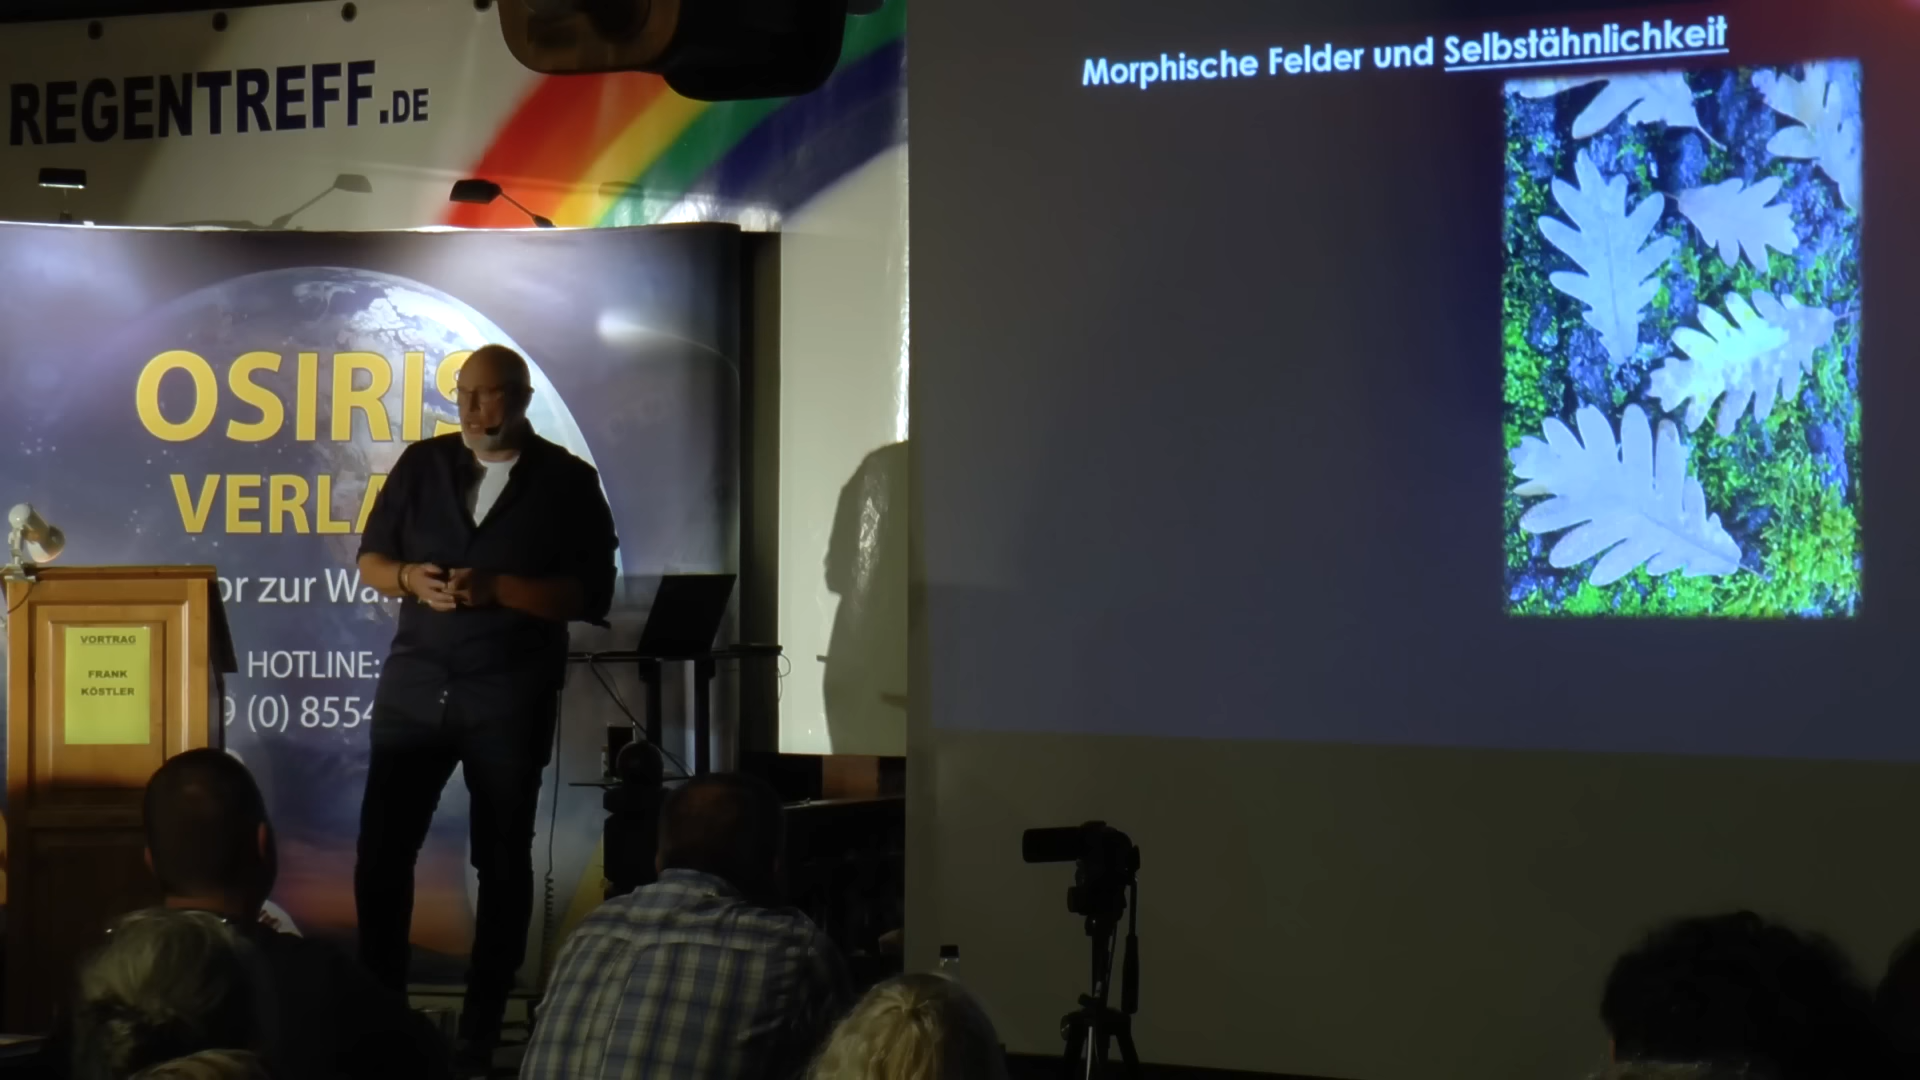 REGENTREFF.DE
Morphische Felder und Selbstähnlichkeit
OSIRIS
VERLA
or zur Wa
HOTLINE:
9 (0) 8554
VORTRAG
FRANK
KÖSTLER